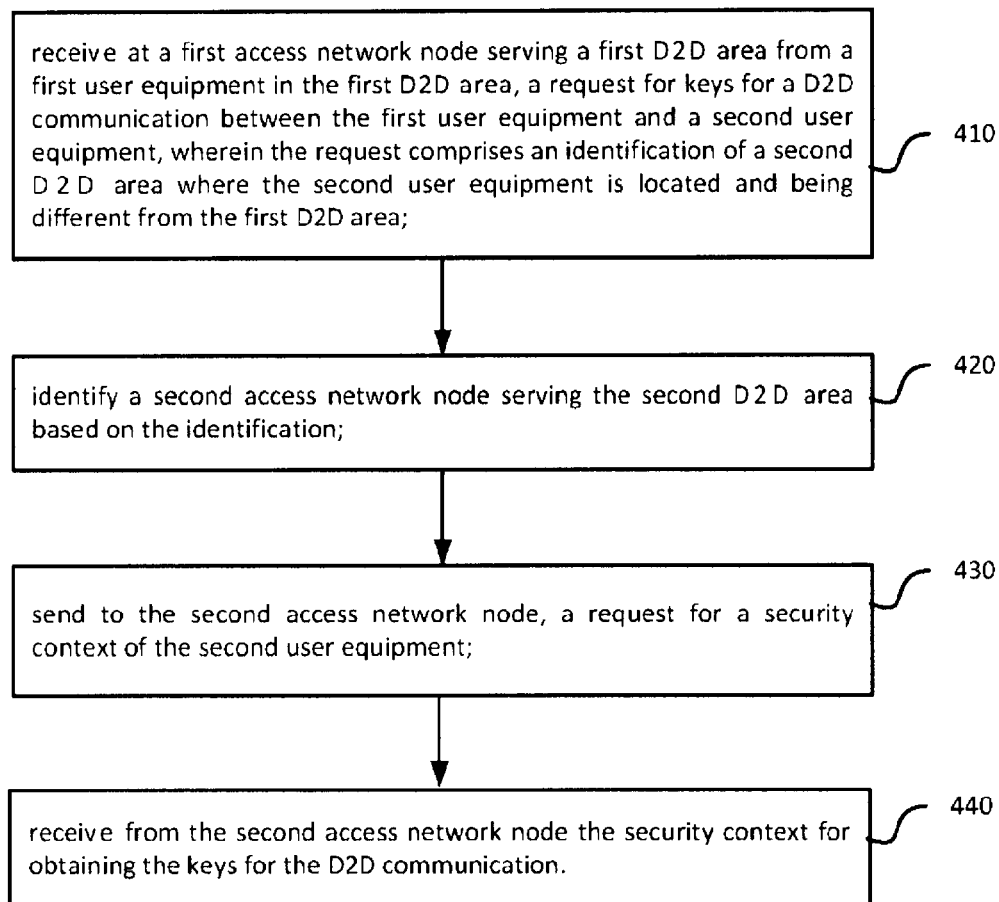 receive at a first access network node serving a first D2D area from a
first user equipment in the first D2D area, a request for keys for a D2D
communication between the first user equipment and a second user
equipment, wherein the request comprises an identification of a second
D2D area where the second user equipment is located and being
different from the first D2D area;
410
identify a second access network node serving the second D2D area
based on the identification;
420
send to the second access network node, a request for a security
context of the second user equipment;
430
receive from the second access network node the security context for
obtaining the keys for the D2D communication.
440